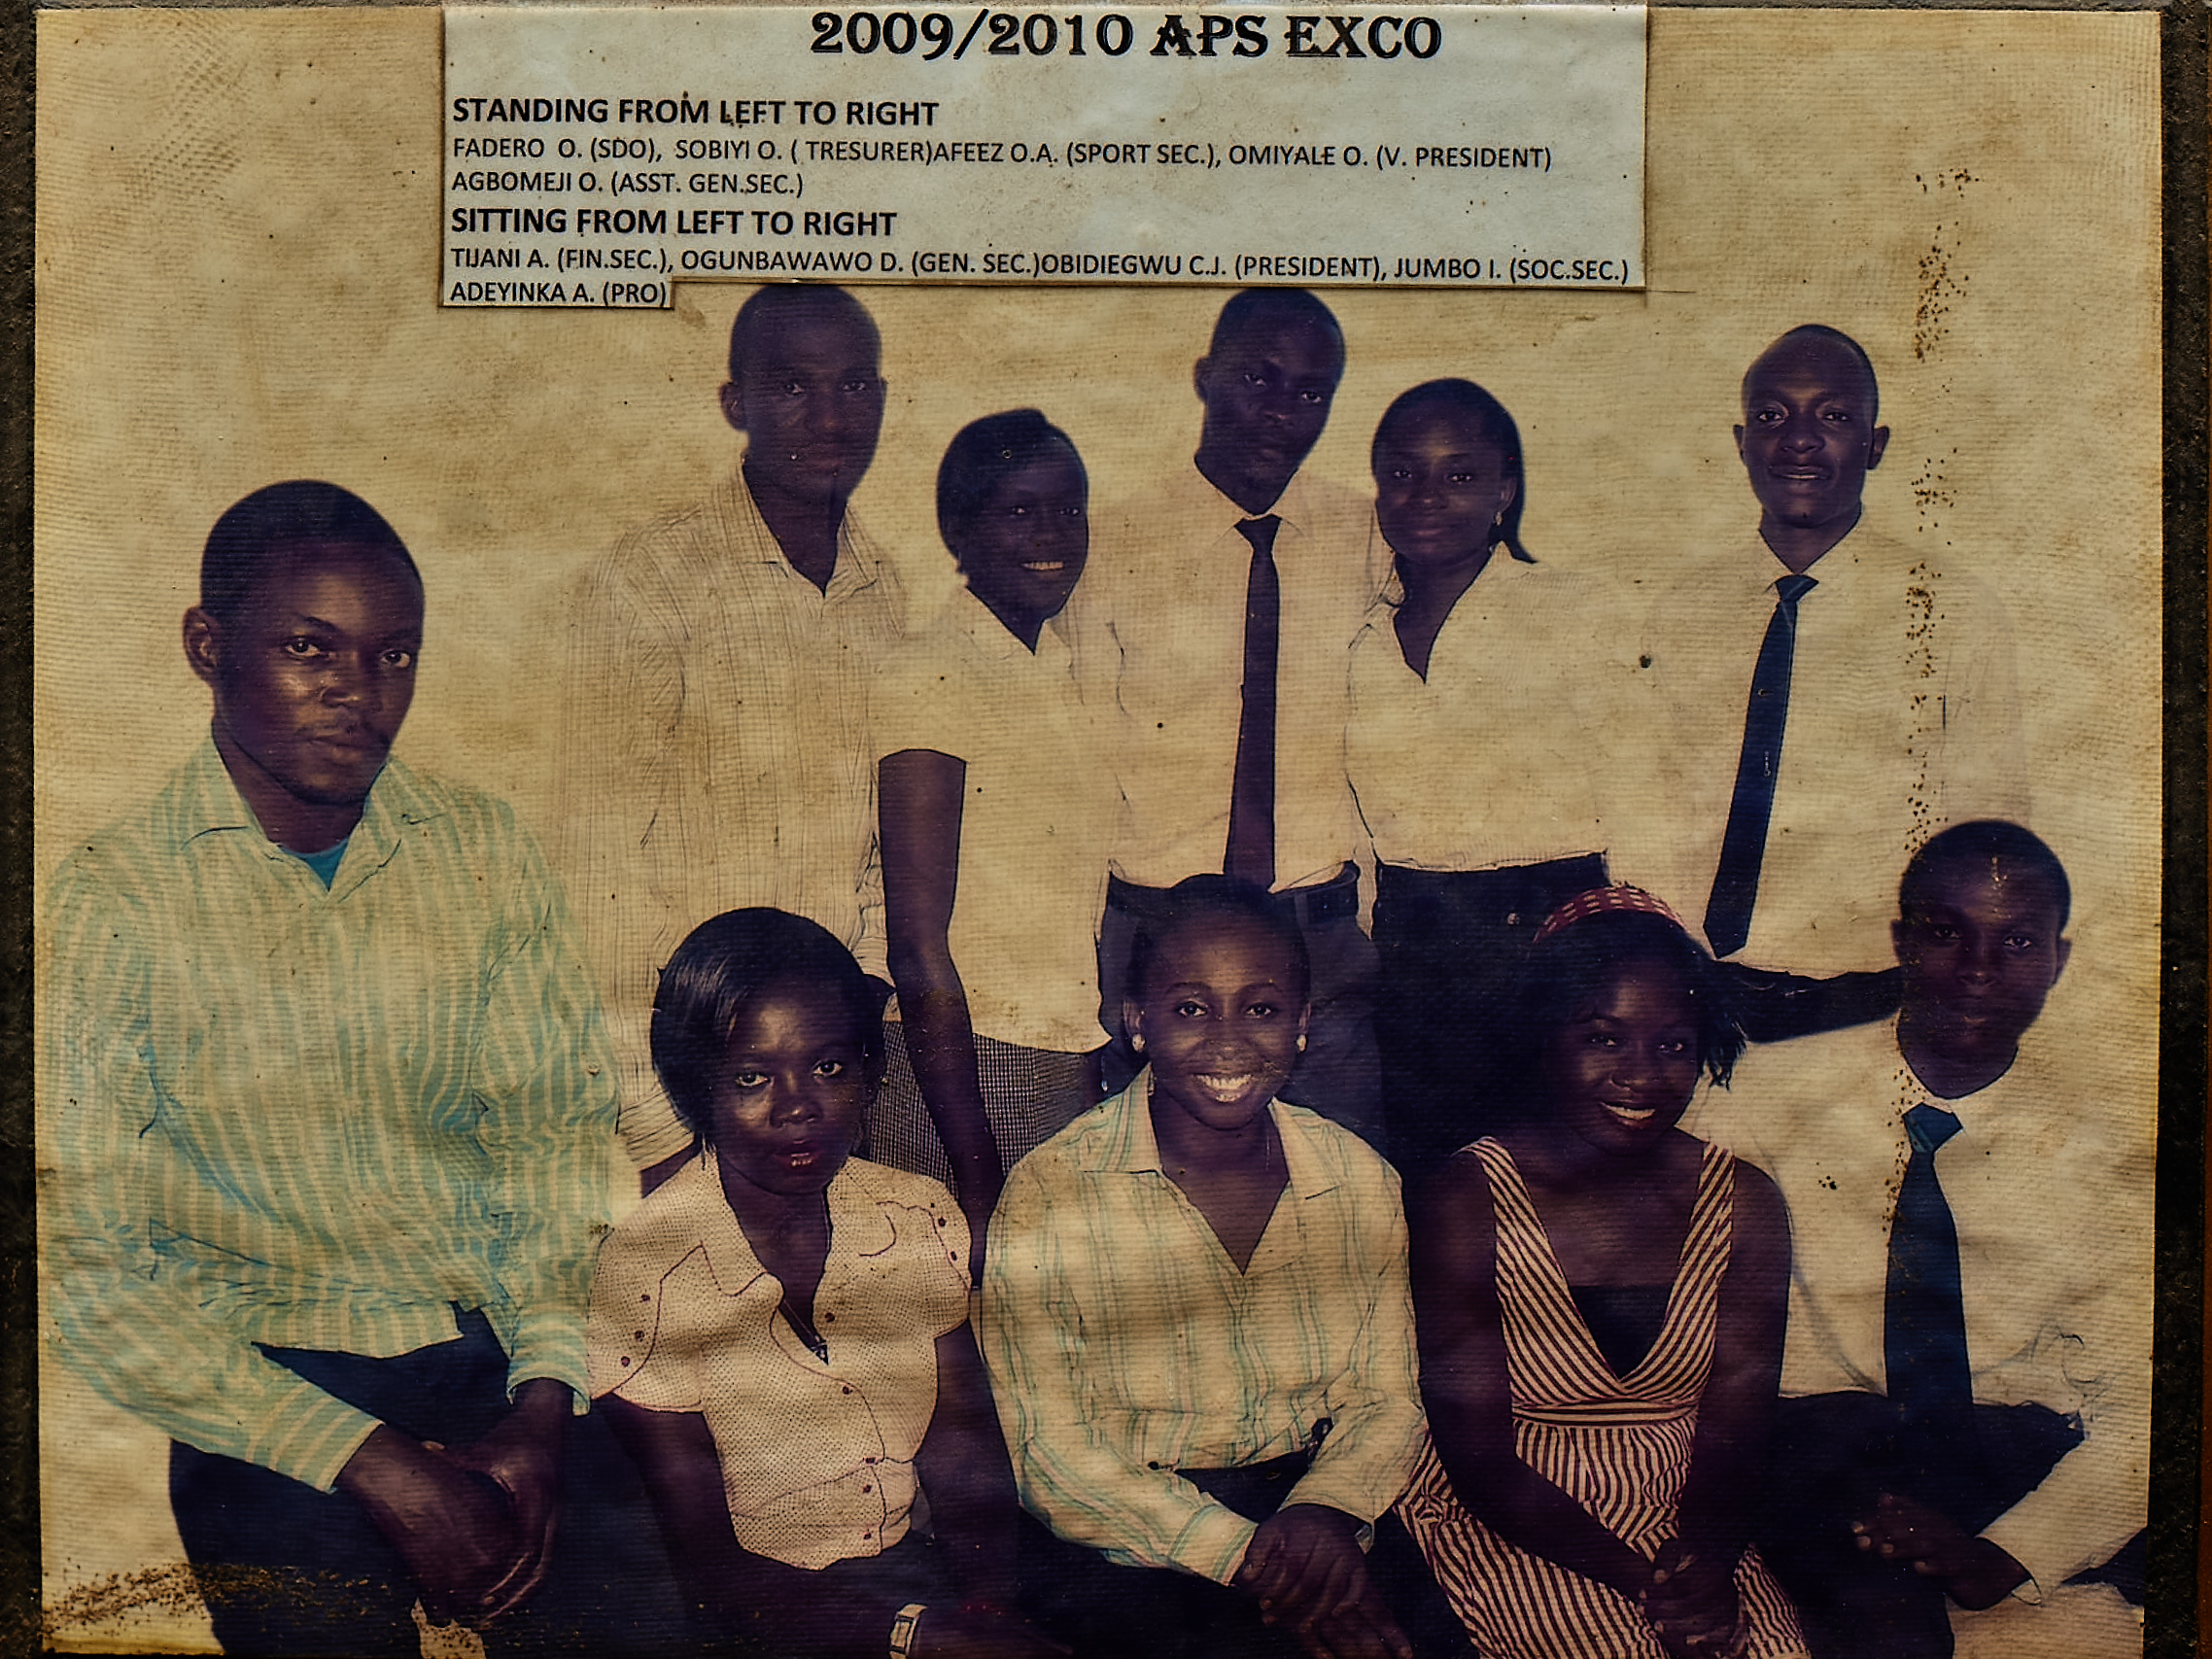 2009/2010 APS EXCO
STANDING FROM LEFT TO RIGHT
FADERO O. (SDO), SOBIYI O. ( TRESURER)AFEEZ O.A. (SPORT SEC.), OMIYALE O. (V. PRESIDENT)
AGBOMEJI O. (ASST. GEN.SEC.)
SITTING FROM LEFT TO RIGHT
TIJANI A. (FIN.SEC.), OGUNBAWAWO D. (GEN. SEC.)OBIDIEGWU C.J. (PRESIDENT), JUMBO I. (SOC.SEC.)
ADEYINKA A. (PRO)